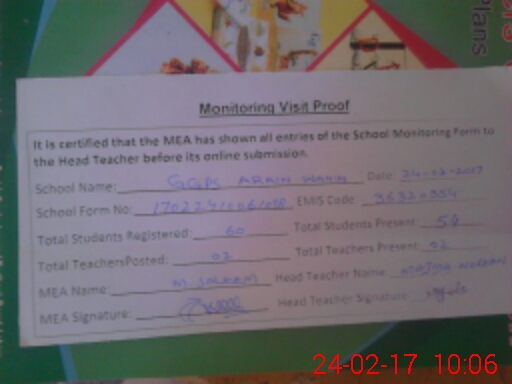 Plans
Monitoring Visit Proof
It is certified that the MEA has shown all entries of the School Monitoring Form to
the Head Teacher before its online submission.
School Name: GGPS ARAIN Date: 24-02-2017
School Form No: EMIS Code:
Total Students Registered: 60 Total Students Present: 54
Total TeachersPosted: 02 Total Teachers Present: 02
MEA Name: Head Teacher Name:
MEA Signature: Head Teacher Signature:
24-02-17 10:06